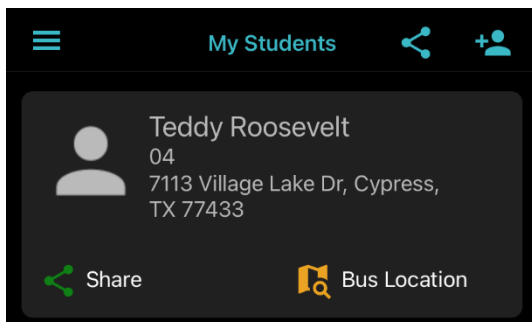 My Students
Teddy Roosevelt
04
7113 Village Lake Dr, Cypress,
TX 77433
Share
Bus Location